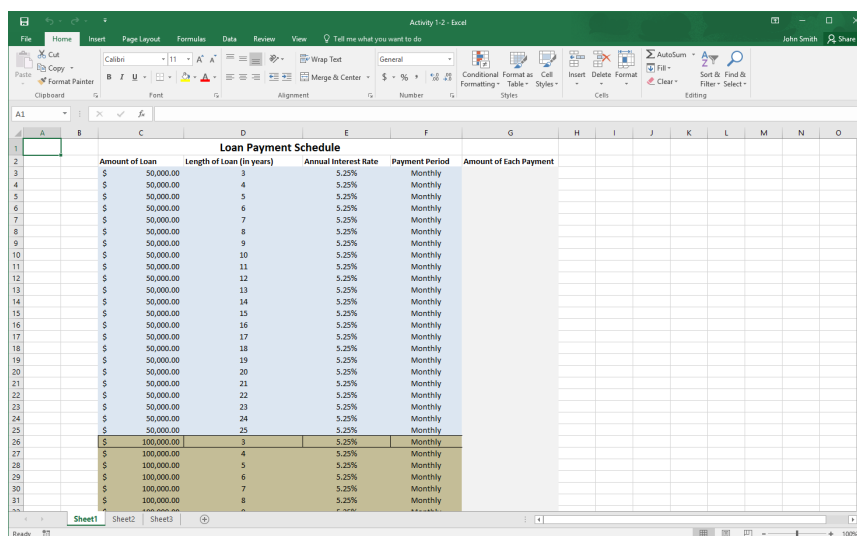 Activity 1-2 - Excel
File Home Insert Page Layout Formulas Data Review View Tell me what you want to do John Smith Share
Paste Cut Copy Format Painter
Calibri 11 A A
B I U A
Wrap Text
Merge & Center
General
$ % ,
Conditional Formatting Format as Table Cell Styles
Insert Delete Format
AutoSum Fill Clear
Sort & Filter Find & Select
Clipboard Font Alignment Number Styles Cells Editing
A1 fx
A B C D E F G H I J K L M N O
1 Loan Payment Schedule
2 Amount of Loan Length of Loan (in years) Annual Interest Rate Payment Period Amount of Each Payment
3 $ 50,000.00 3 5.25% Monthly
4 $ 50,000.00 4 5.25% Monthly
5 $ 50,000.00 5 5.25% Monthly
6 $ 50,000.00 6 5.25% Monthly
7 $ 50,000.00 7 5.25% Monthly
8 $ 50,000.00 8 5.25% Monthly
9 $ 50,000.00 9 5.25% Monthly
10 $ 50,000.00 10 5.25% Monthly
11 $ 50,000.00 11 5.25% Monthly
12 $ 50,000.00 12 5.25% Monthly
13 $ 50,000.00 13 5.25% Monthly
14 $ 50,000.00 14 5.25% Monthly
15 $ 50,000.00 15 5.25% Monthly
16 $ 50,000.00 16 5.25% Monthly
17 $ 50,000.00 17 5.25% Monthly
18 $ 50,000.00 18 5.25% Monthly
19 $ 50,000.00 19 5.25% Monthly
20 $ 50,000.00 20 5.25% Monthly
21 $ 50,000.00 21 5.25% Monthly
22 $ 50,000.00 22 5.25% Monthly
23 $ 50,000.00 23 5.25% Monthly
24 $ 50,000.00 24 5.25% Monthly
25 $ 50,000.00 25 5.25% Monthly
26 $ 100,000.00 3 5.25% Monthly
27 $ 100,000.00 4 5.25% Monthly
28 $ 100,000.00 5 5.25% Monthly
29 $ 100,000.00 6 5.25% Monthly
30 $ 100,000.00 7 5.25% Monthly
31 $ 100,000.00 8 5.25% Monthly
Sheet1 Sheet2 Sheet3
Ready 100%